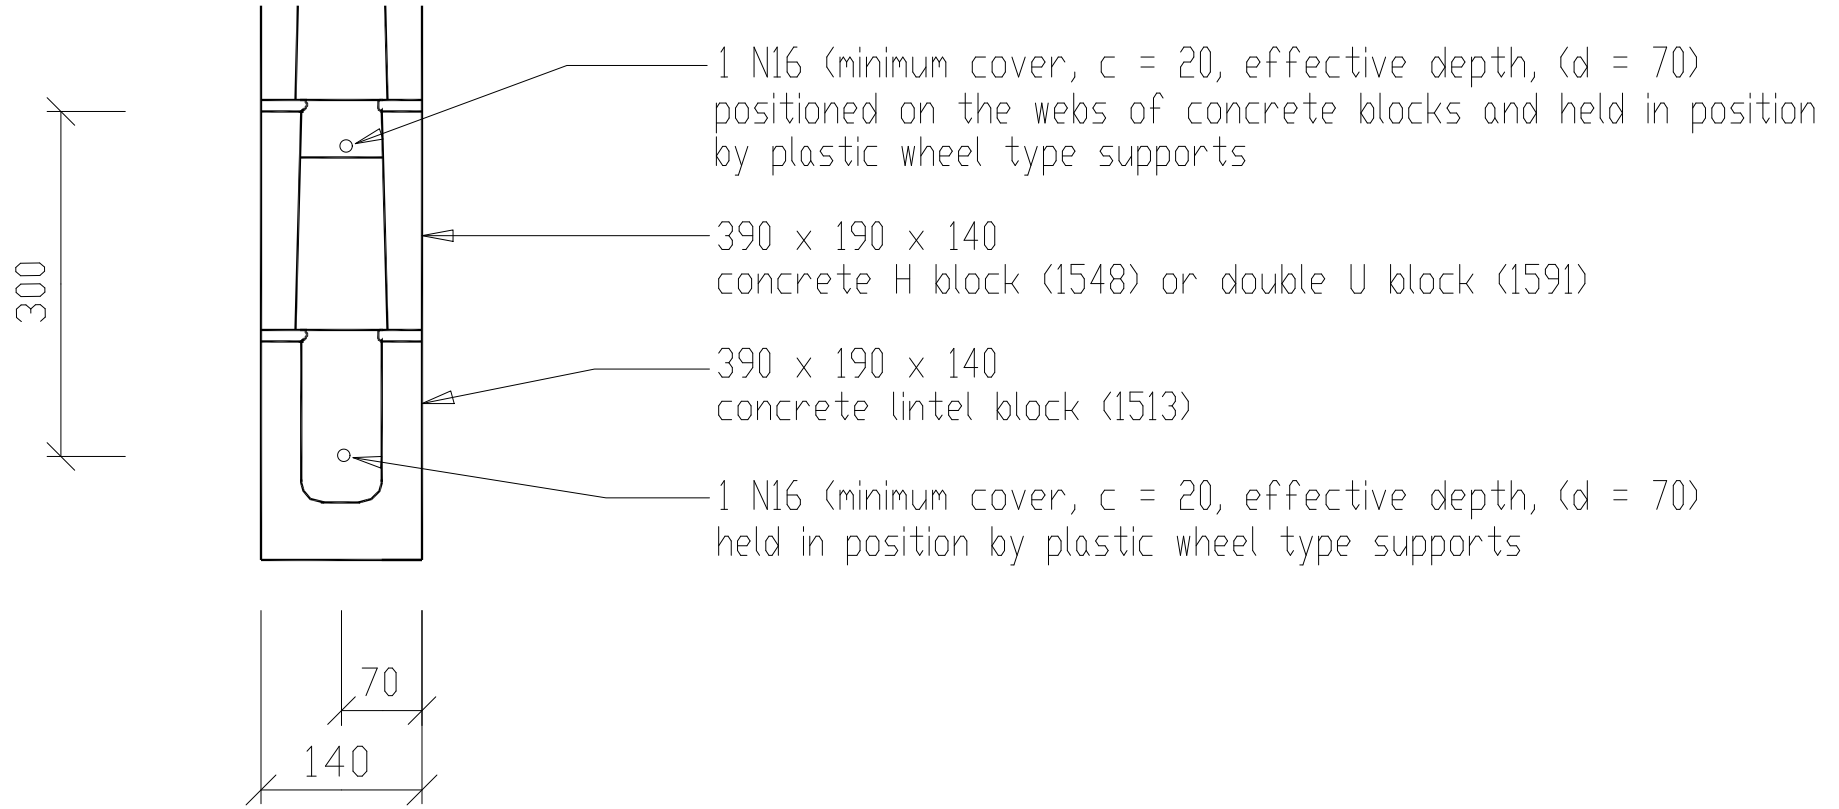 1 N16 (minimum cover, c = 20, effective depth, (d = 70)
positioned on the webs of concrete blocks and held in position
by plastic wheel type supports
390 x 190 x 140
concrete H block (1548) or double U block (1591)
300
390 x 190 x 140
concrete lintel block (1513)
1 N16 (minimum cover, c = 20, effective depth, (d = 70)
held in position by plastic wheel type supports
70
140